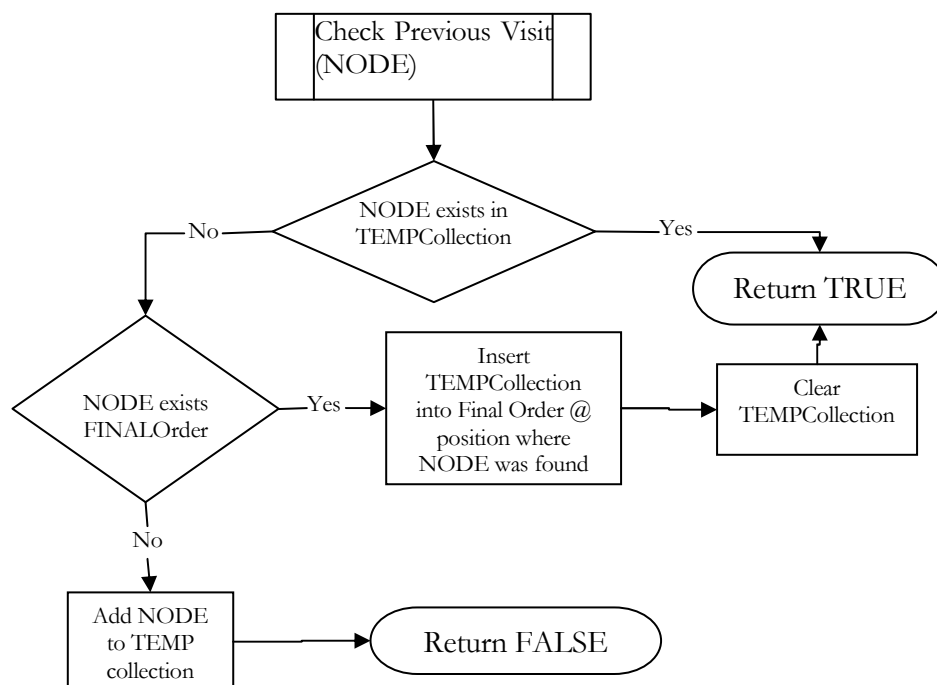 Check Previous Visit
(NODE)
NODE exists in
TEMPCollection
No
Yes
Return TRUE
NODE exists
FINALOrder
Yes
Insert
TEMPCollection
into Final Order @
position where
NODE was found
Clear
TEMPCollection
No
Add NODE
to TEMP
collection
Return FALSE